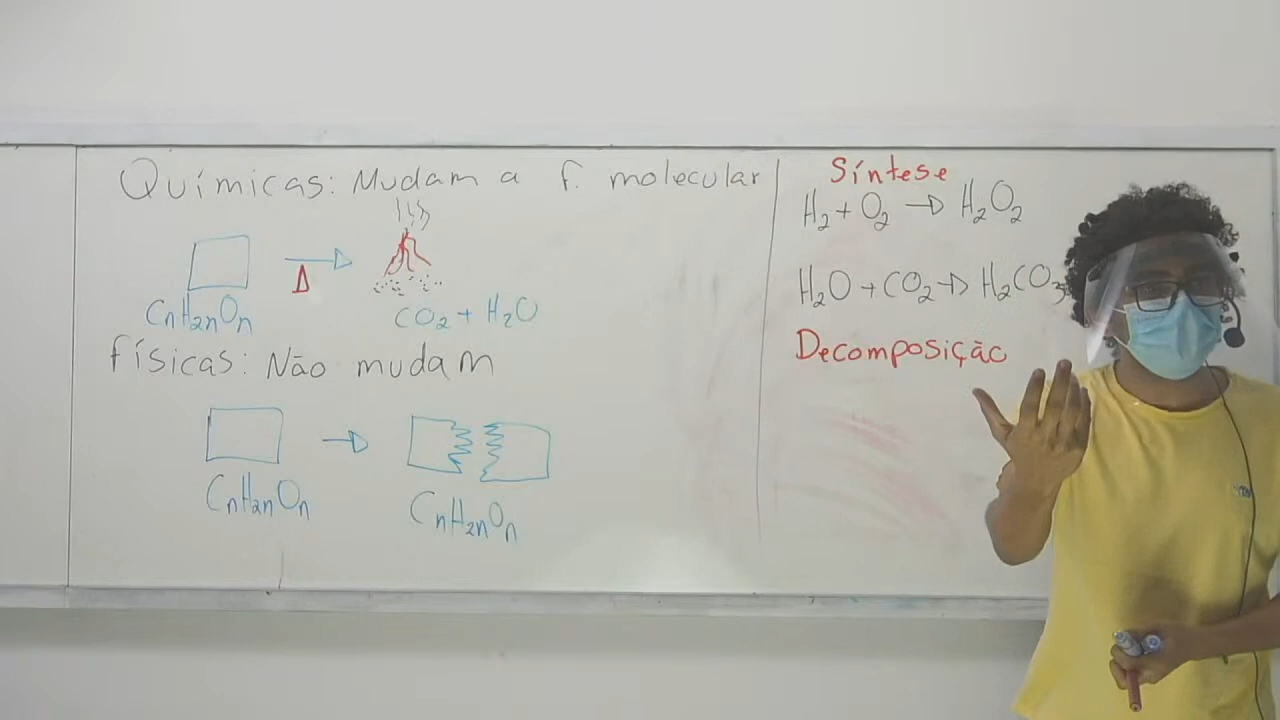 Químicas: Mudam a f. molecular
Δ
CnH2nOn
CO2 + H2O
físicas: Não mudam
CnH2nOn
CnH2nOn
Síntese
H2 + O2 → H2O2
H2O + CO2 → H2CO3
Decomposição